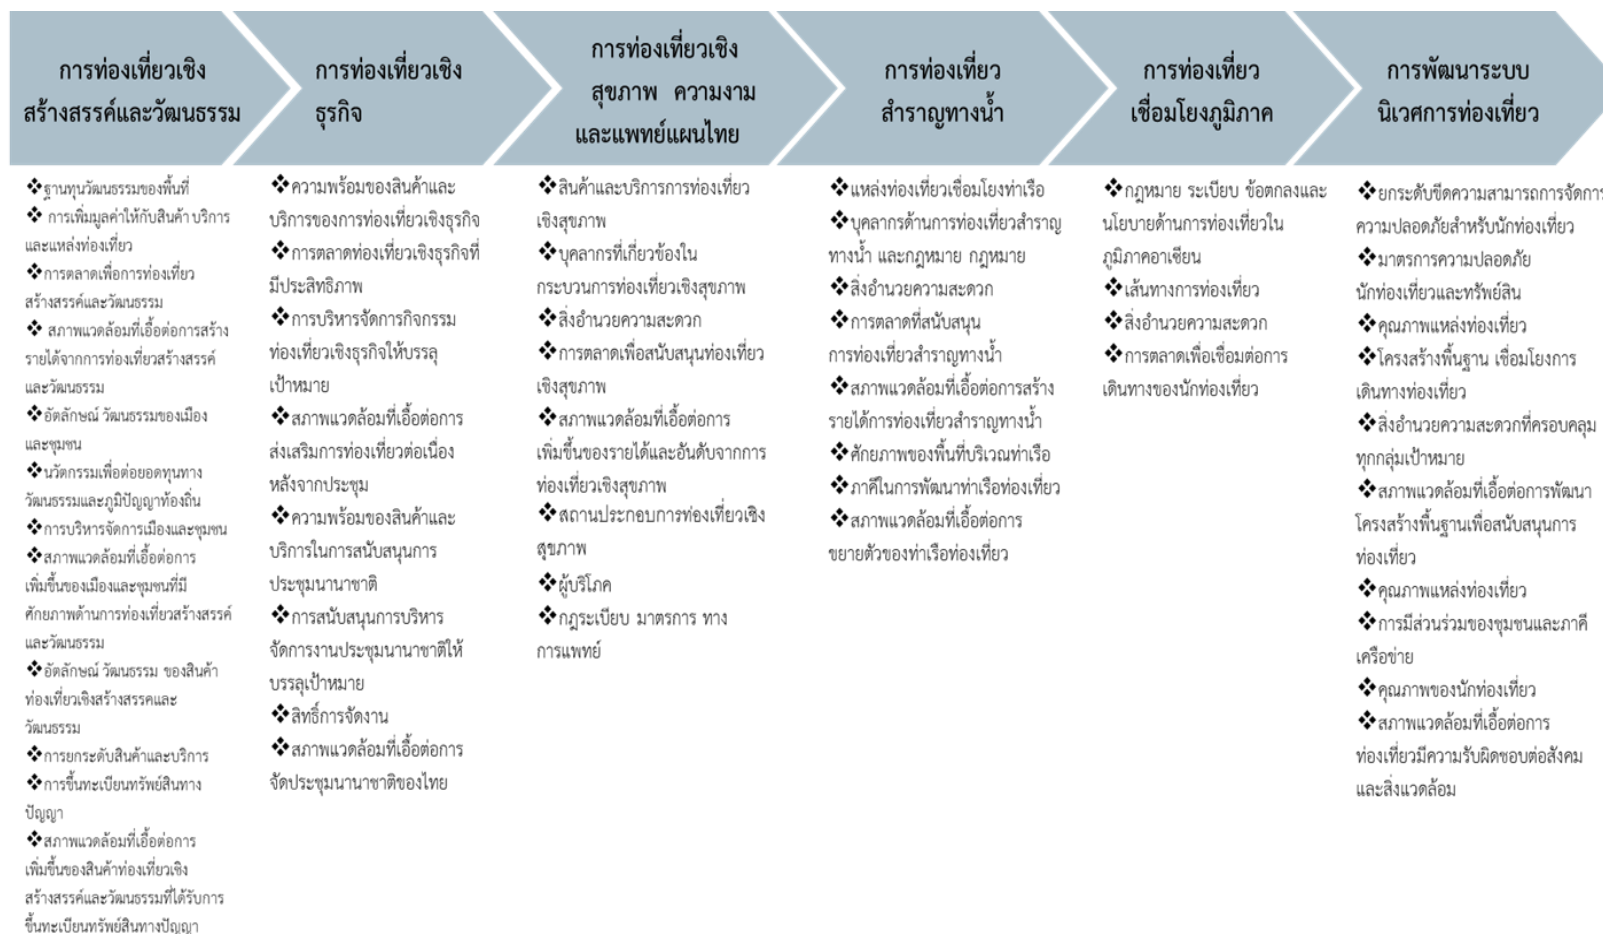 การท่องเที่ยวเชิง
สร้างสรรค์และวัฒนธรรม
❖ฐานทุนวัฒนธรรมของพื้นที่
❖ การเพิ่มมูลค่าให้กับสินค้า บริการ
และแหล่งท่องเที่ยว
❖การตลาดเพื่อการท่องเที่ยว
สร้างสรรค์และวัฒนธรรม
❖ สภาพแวดล้อมที่เอื้อต่อการสร้าง
รายได้จากการท่องเที่ยวสร้างสรรค์
และวัฒนธรรม
❖อัตลักษณ์ วัฒนธรรมของเมือง
และชุมชน
❖นวัตกรรมเพื่อต่อยอดทุนทาง
วัฒนธรรมและภูมิปัญญาท้องถิ่น
❖การบริหารจัดการเมืองและชุมชน
❖สภาพแวดล้อมที่เอื้อต่อการ
เพิ่มขึ้นของเมืองและชุมชนที่มี
ศักยภาพด้านการท่องเที่ยวสร้างสรรค์
และวัฒนธรรม
❖อัตลักษณ์ วัฒนธรรม ของสินค้า
ท่องเที่ยวเชิงสร้างสรรคและ
วัฒนธรรม
❖การยกระดับสินค้าและบริการ
❖การขึ้นทะเบียนทรัพย์สินทาง
ปัญญา
❖สภาพแวดล้อมที่เอื้อต่อการ
เพิ่มขึ้นของสินค้าท่องเที่ยวเชิง
สร้างสรรค์และวัฒนธรรมที่ได้รับการ
ขึ้นทะเบียนทรัพย์สินทางปัญญา
การท่องเที่ยวเชิง
ธุรกิจ
❖ความพร้อมของสินค้าและ
บริการของการท่องเที่ยวเชิงธุรกิจ
❖การตลาดท่องเที่ยวเชิงธุรกิจที่
มีประสิทธิภาพ
❖การบริหารจัดการกิจกรรม
ท่องเที่ยวเชิงธุรกิจให้บรรลุ
เป้าหมาย
❖สภาพแวดล้อมที่เอื้อต่อการ
ส่งเสริมการท่องเที่ยวต่อเนื่อง
หลังจากประชุม
❖ความพร้อมของสินค้าและ
บริการในการสนับสนุนการ
ประชุมนานาชาติ
❖การสนับสนุนการบริหาร
จัดการงานประชุมนานาชาติให้
บรรลุเป้าหมาย
❖สิทธิ์การจัดงาน
❖สภาพแวดล้อมที่เอื้อต่อการ
จัดประชุมนานาชาติของไทย
การท่องเที่ยวเชิง
สุขภาพ ความงาม
และแพทย์แผนไทย
❖สินค้าและบริการการท่องเที่ยว
เชิงสุขภาพ
❖บุคลากรที่เกี่ยวข้องใน
กระบวนการท่องเที่ยวเชิงสุขภาพ
❖สิ่งอำนวยความสะดวก
❖การตลาดเพื่อสนับสนุนท่องเที่ยว
เชิงสุขภาพ
❖สภาพแวดล้อมที่เอื้อต่อการ
เพิ่มขึ้นของรายได้และอันดับจากการ
ท่องเที่ยวเชิงสุขภาพ
❖สถานประกอบการท่องเที่ยวเชิง
สุขภาพ
❖ผู้บริโภค
❖กฎระเบียบ มาตรการ ทาง
การแพทย์
การท่องเที่ยว
สำราญทางน้ำ
❖แหล่งท่องเที่ยวเชื่อมโยงท่าเรือ
❖บุคลากรด้านการท่องเที่ยวสำราญ
ทางน้ำ และกฎหมาย กฎหมาย
❖สิ่งอำนวยความสะดวก
❖การตลาดที่สนับสนุน
การท่องเที่ยวสำราญทางน้ำ
❖สภาพแวดล้อมที่เอื้อต่อการสร้าง
รายได้การท่องเที่ยวสำราญทางน้ำ
❖ศักยภาพของพื้นที่บริเวณท่าเรือ
❖ภาคีในการพัฒนาท่าเรือท่องเที่ยว
❖สภาพแวดล้อมที่เอื้อต่อการ
ขยายตัวของท่าเรือท่องเที่ยว
การท่องเที่ยว
เชื่อมโยงภูมิภาค
❖กฎหมาย ระเบียบ ข้อตกลงและ
นโยบายด้านการท่องเที่ยวใน
ภูมิภาคอาเซียน
❖เส้นทางการท่องเที่ยว
❖สิ่งอำนวยความสะดวก
❖การตลาดเพื่อเชื่อมต่อการ
เดินทางของนักท่องเที่ยว
การพัฒนาระบบ
นิเวศการท่องเที่ยว
❖ยกระดับขีดความสามารถการจัดการ
ความปลอดภัยสำหรับนักท่องเที่ยว
❖มาตรการความปลอดภัย
นักท่องเที่ยวและทรัพย์สิน
❖คุณภาพแหล่งท่องเที่ยว
❖โครงสร้างพื้นฐาน เชื่อมโยงการ
เดินทางท่องเที่ยว
❖สิ่งอำนวยความสะดวกที่ครอบคลุม
ทุกกลุ่มเป้าหมาย
❖สภาพแวดล้อมที่เอื้อต่อการพัฒนา
โครงสร้างพื้นฐานเพื่อสนับสนุนการ
ท่องเที่ยว
❖คุณภาพแหล่งท่องเที่ยว
❖การมีส่วนร่วมของชุมชนและภาคี
เครือข่าย
❖คุณภาพของนักท่องเที่ยว
❖สภาพแวดล้อมที่เอื้อต่อการ
ท่องเที่ยวมีความรับผิดชอบต่อสังคม
และสิ่งแวดล้อม